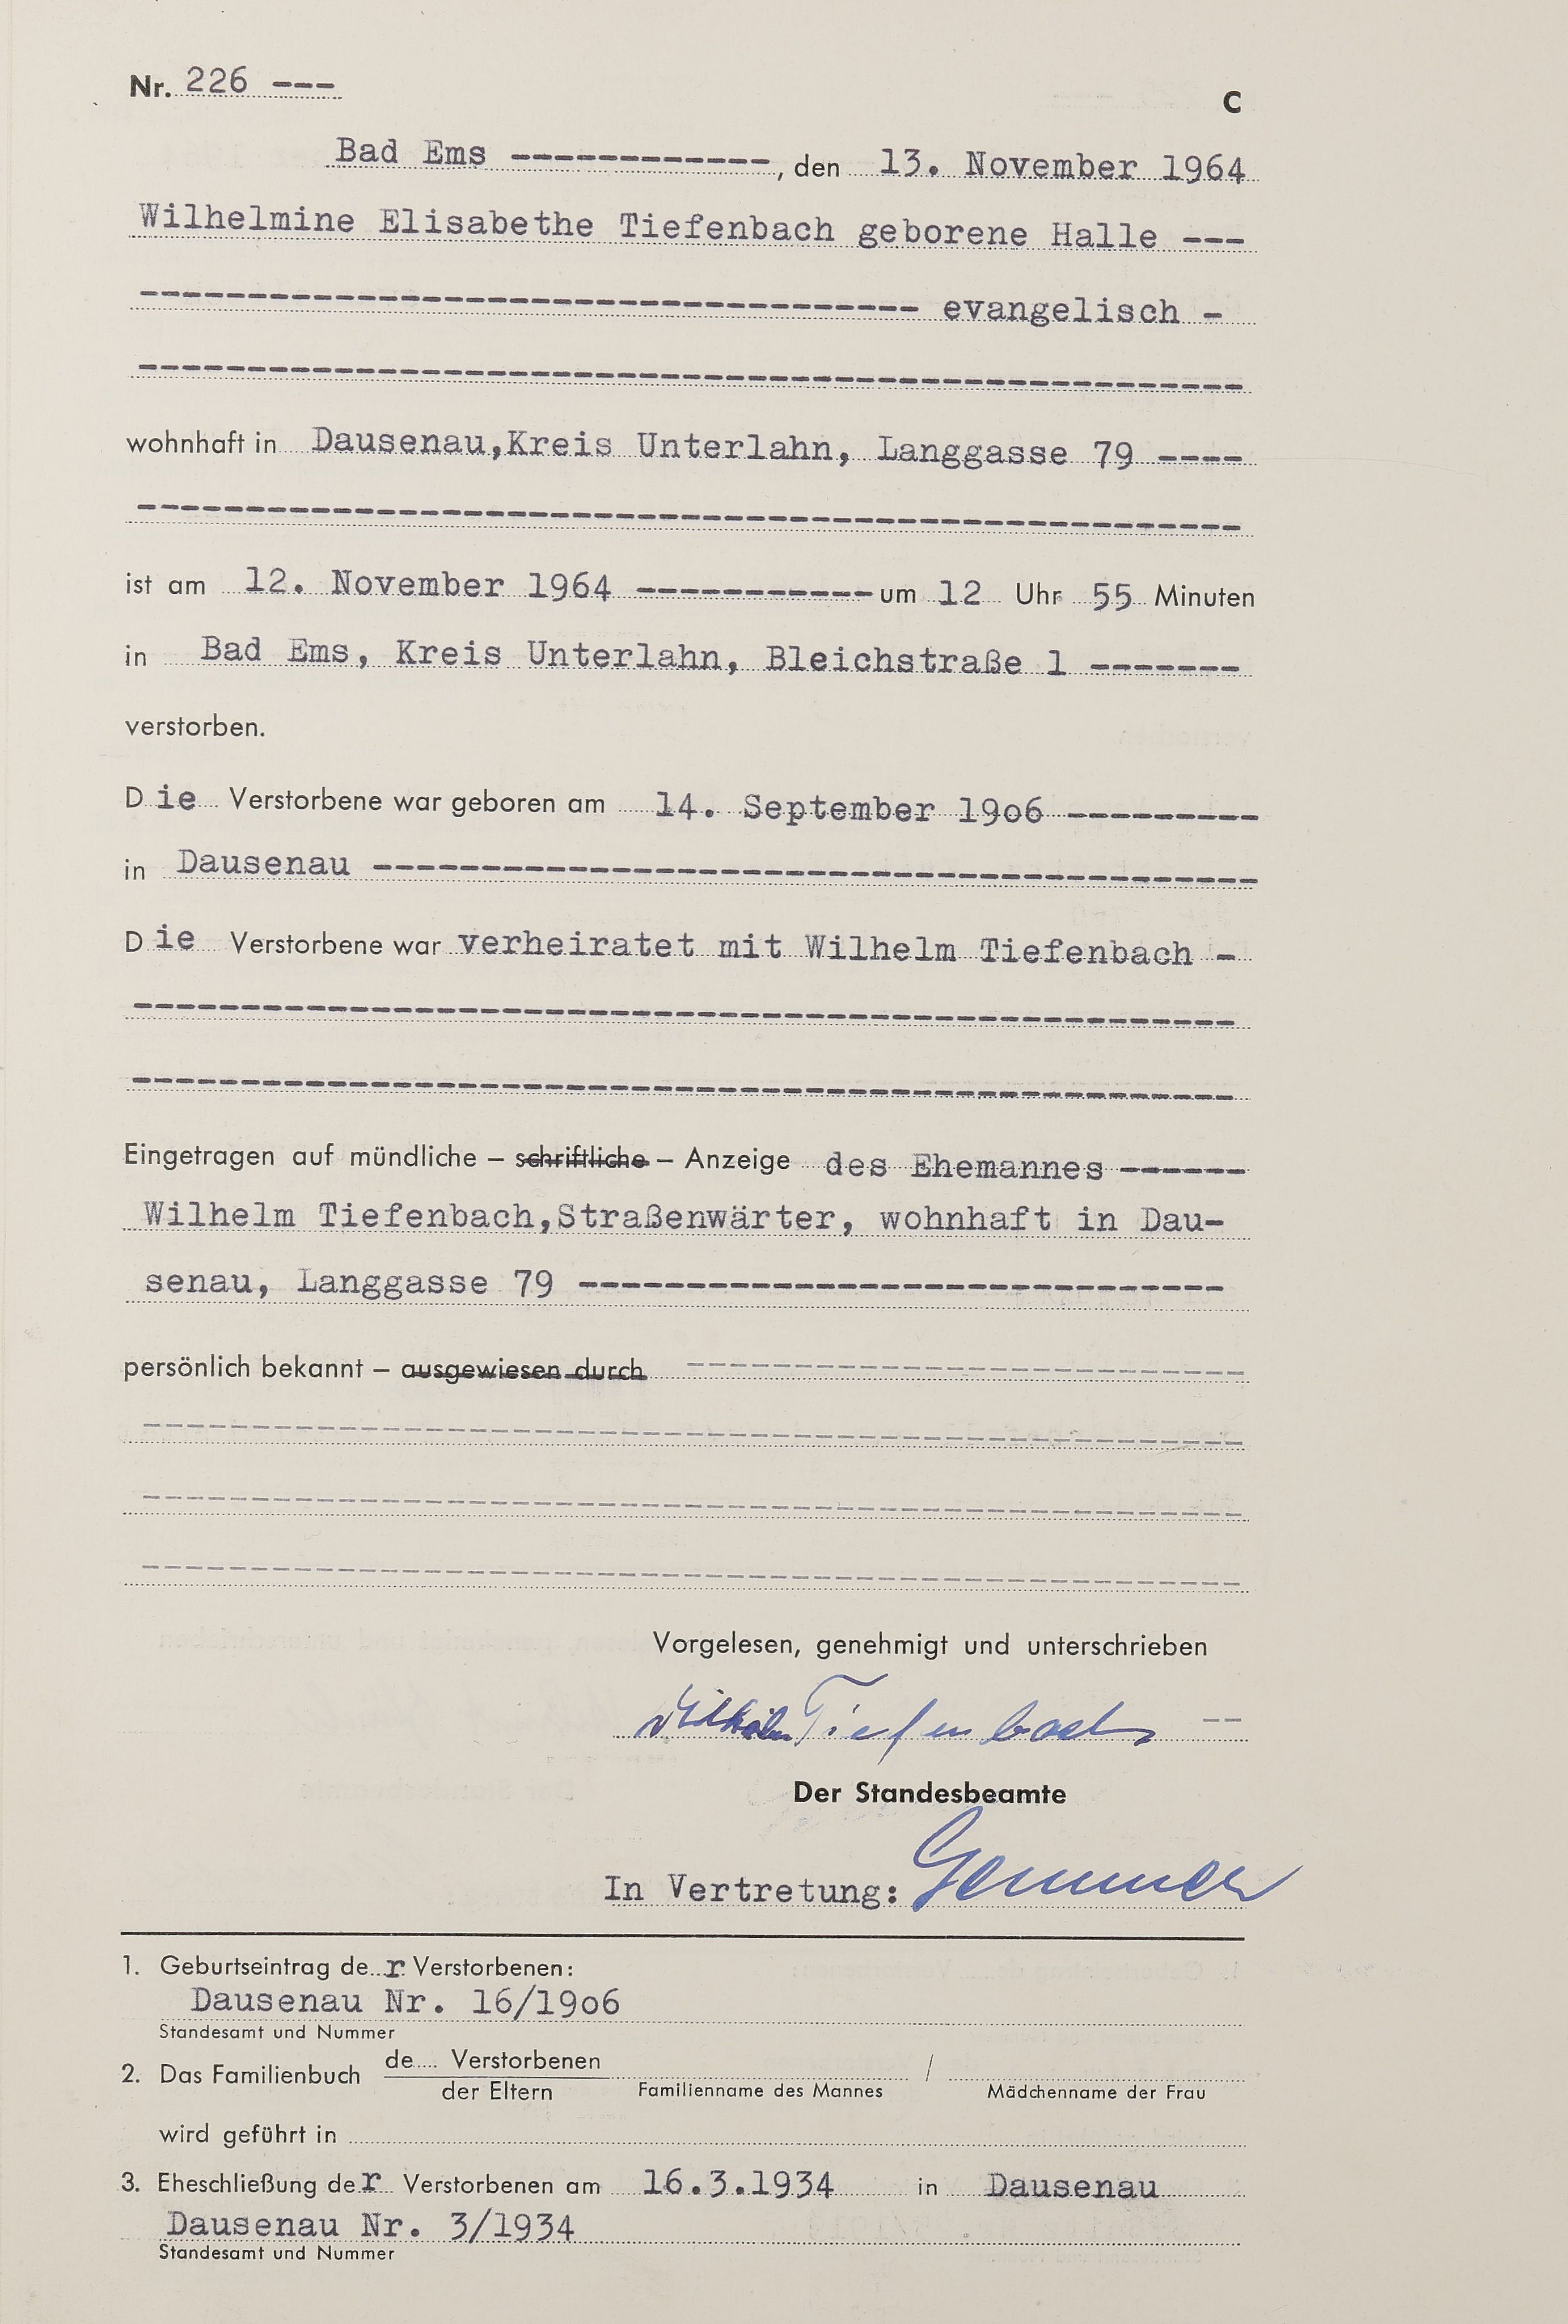 Nr. 226 ---
C
Bad Ems ------------, den 13. November 1964
Wilhelmine Elisabethe Tiefenbach geborene Halle ---
------------------------------------ evangelisch -
---------------------------------------------------
wohnhaft in Dausenau,Kreis Unterlahn, Langgasse 79 ----
---------------------------------------------------
ist am 12. November 1964 ----------- um 12 Uhr 55 Minuten
in Bad Ems, Kreis Unterlahn, Bleichstraße 1 -------
verstorben.
Die Verstorbene war geboren am 14. September 19o6 ---------
in Dausenau -----------------------------------------
Die Verstorbene war verheiratet mit Wilhelm Tiefenbach -
---------------------------------------------------
---------------------------------------------------
Eingetragen auf mündliche – schriftliche – Anzeige des Ehemannes ------
Wilhelm Tiefenbach,Straßenwärter, wohnhaft in Dau-
senau, Langgasse 79 ------------------------------
persönlich bekannt – ausgewiesen durch --------------------------
---------------------------------------------------
---------------------------------------------------
---------------------------------------------------
Vorgelesen, genehmigt und unterschrieben
Wilhelm Tiefenbach --
Der Standesbeamte
In Vertretung: Gemmer
1. Geburtseintrag der Verstorbenen:
Dausenau Nr. 16/19o6
Standesamt und Nummer
2. Das Familienbuch de.... Verstorbenen /
der Eltern Familienname des Mannes Mädchenname der Frau
wird geführt in
3. Eheschließung der Verstorbenen am 16.3.1934 in Dausenau
Dausenau Nr. 3/1934
Standesamt und Nummer